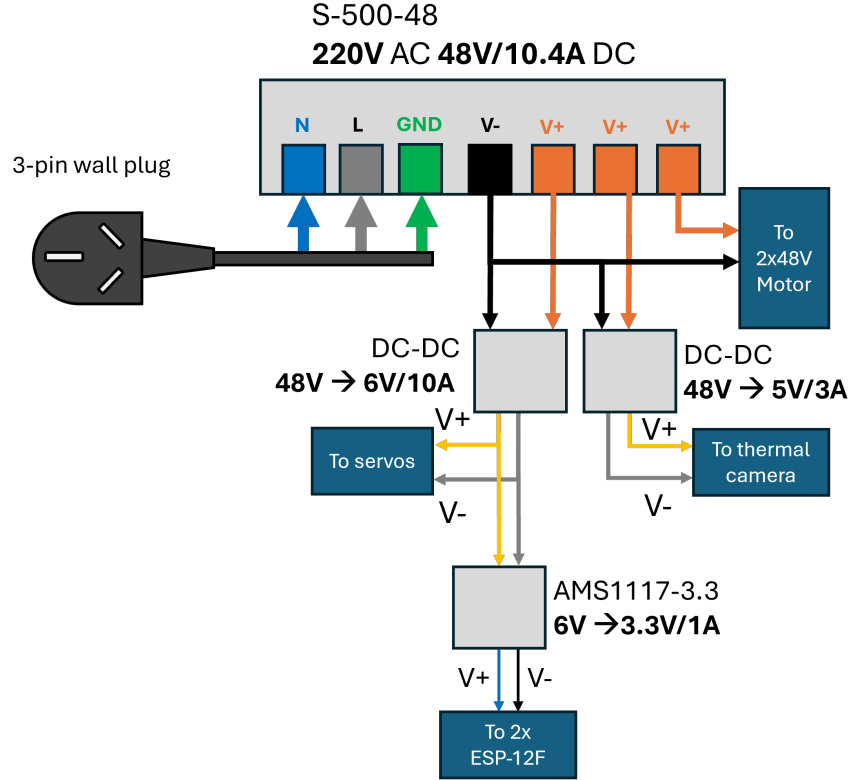 S-500-48
220V AC 48V/10.4A DC
N L GND V- V+ V+ V+
3-pin wall plug
To
2x48V
Motor
DC-DC
48V → 6V/10A
DC-DC
48V → 5V/3A
V+
V+
To servos
To thermal
camera
V-
V-
AMS1117-3.3
6V →3.3V/1A
V+ V-
To 2x
ESP-12F